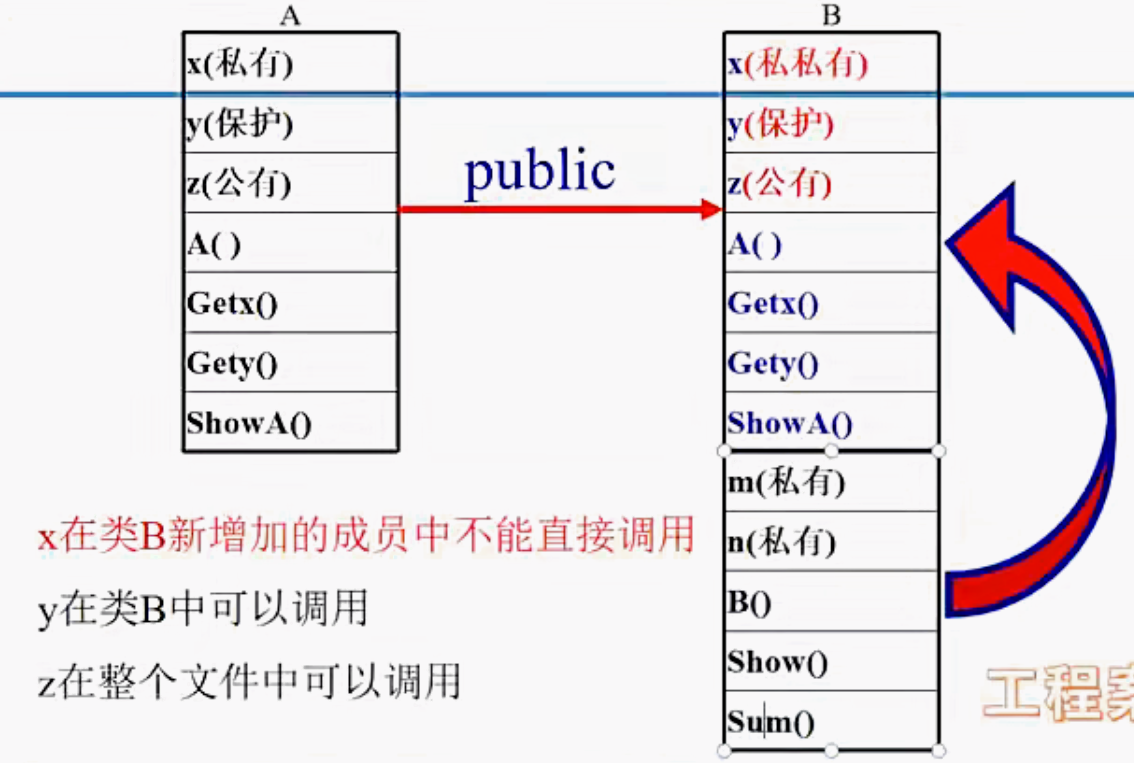 A
x(私有)
y(保护)
z(公有)
A( )
Getx()
Gety()
ShowA()
public
B
x(私私有)
y(保护)
z(公有)
A( )
Getx()
Gety()
ShowA()
m(私有)
n(私有)
B()
Show()
Sum()
x在类B新增加的成员中不能直接调用
y在类B中可以调用
z在整个文件中可以调用
工程案